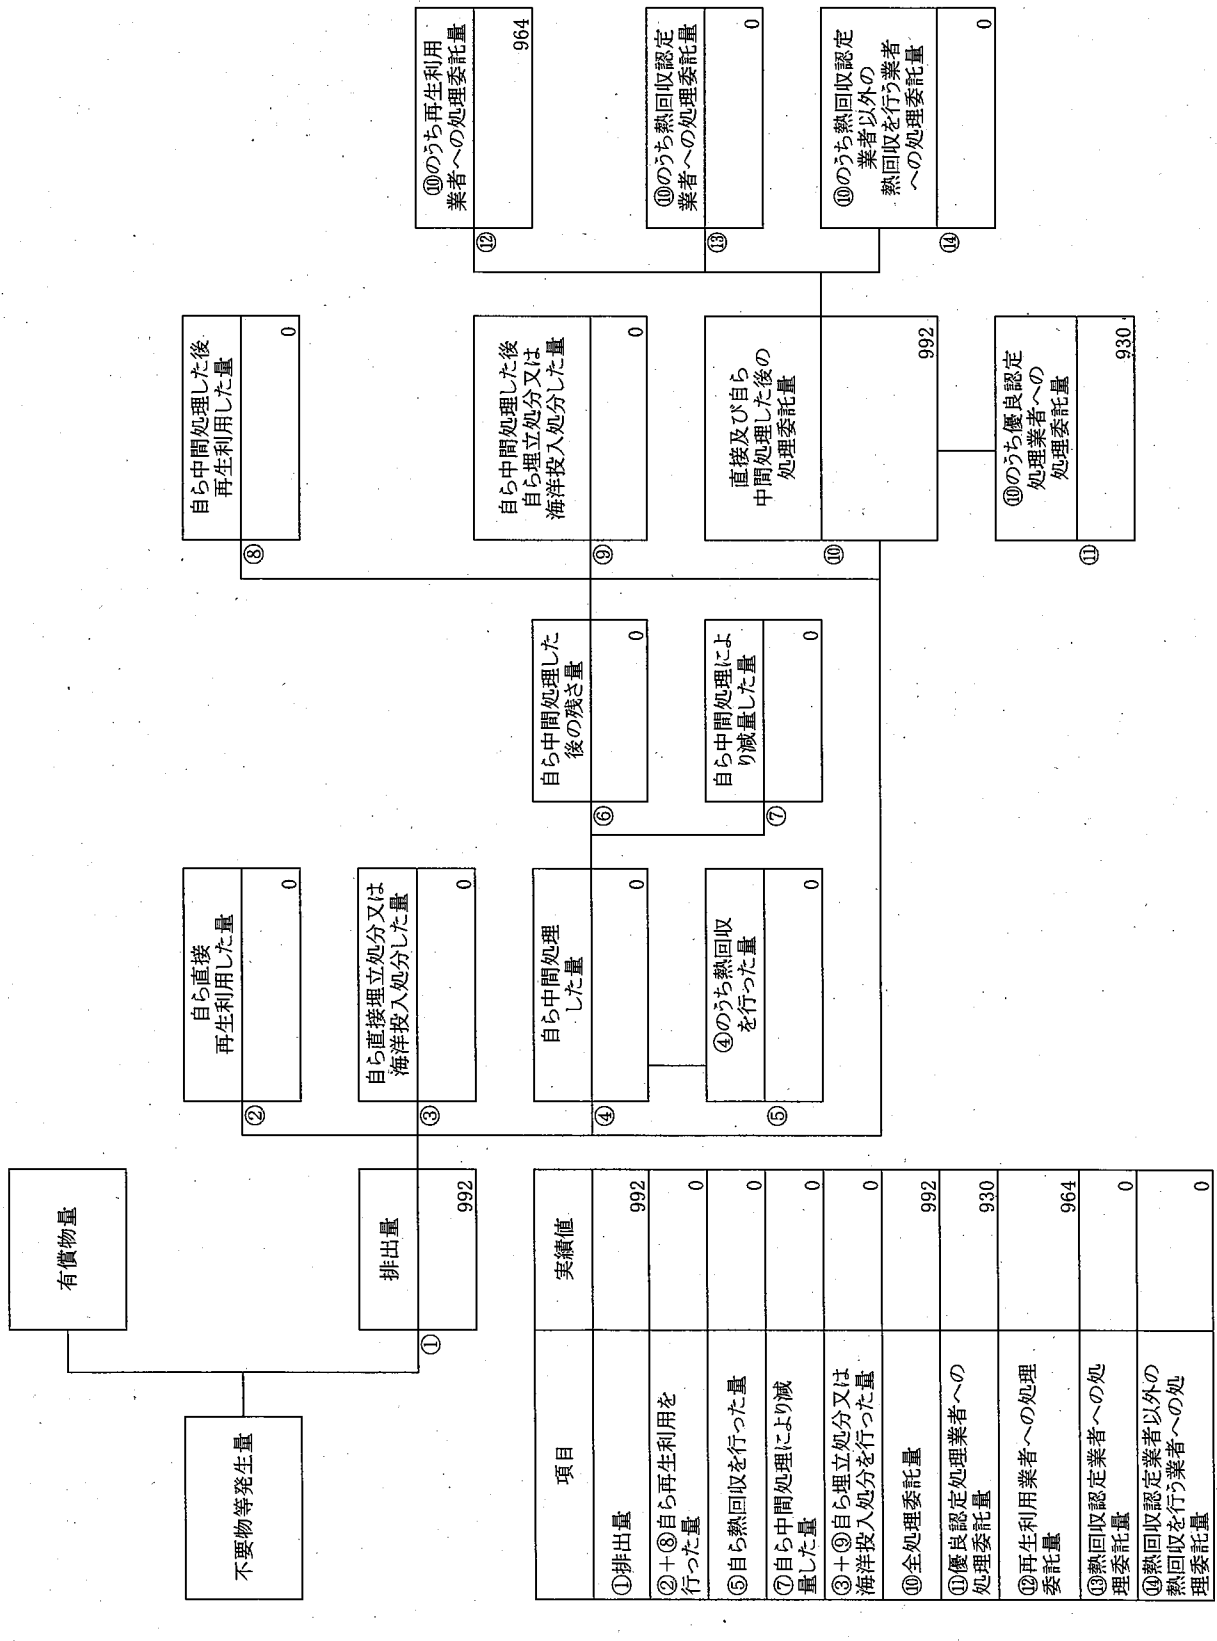 不要物等発生量
有償物量
①
排出量
992
②
自ら直接
再生利用した量
0
③
自ら直接埋立処分又は
海洋投入処分した量
0
④
自ら中間処理
した量
0
⑤
④のうち熱回収
を行った量
0
⑥
自ら中間処理した
後の残さ量
0
⑦
自ら中間処理によ
り減量した量
0
⑧
自ら中間処理した後
再生利用した量
0
⑨
自ら中間処理した後
自ら埋立処分又は
海洋投入処分した量
0
⑩
直接及び自ら
中間処理した後の
処理委託量
992
⑪
⑩のうち優良認定
処理業者への
処理委託量
930
⑫
⑩のうち再生利用
業者への処理委託量
964
⑬
⑩のうち熱回収認定
業者への処理委託量
0
⑭
⑩のうち熱回収認定
業者以外の
熱回収を行う業者
への処理委託量
0
項目 実績値
①排出量 992
②＋⑧自ら再生利用を
行った量 0
⑤自ら熱回収を行った量 0
⑦自ら中間処理により減
量した量 0
③＋⑨自ら埋立処分又は
海洋投入処分を行った量 0
⑩全処理委託量 992
⑪優良認定処理業者への
処理委託量 930
⑫再生利用業者への処理
委託量 964
⑬熱回収認定業者への処
理委託量 0
⑭熱回収認定業者以外の
熱回収を行う業者への処
理委託量 0